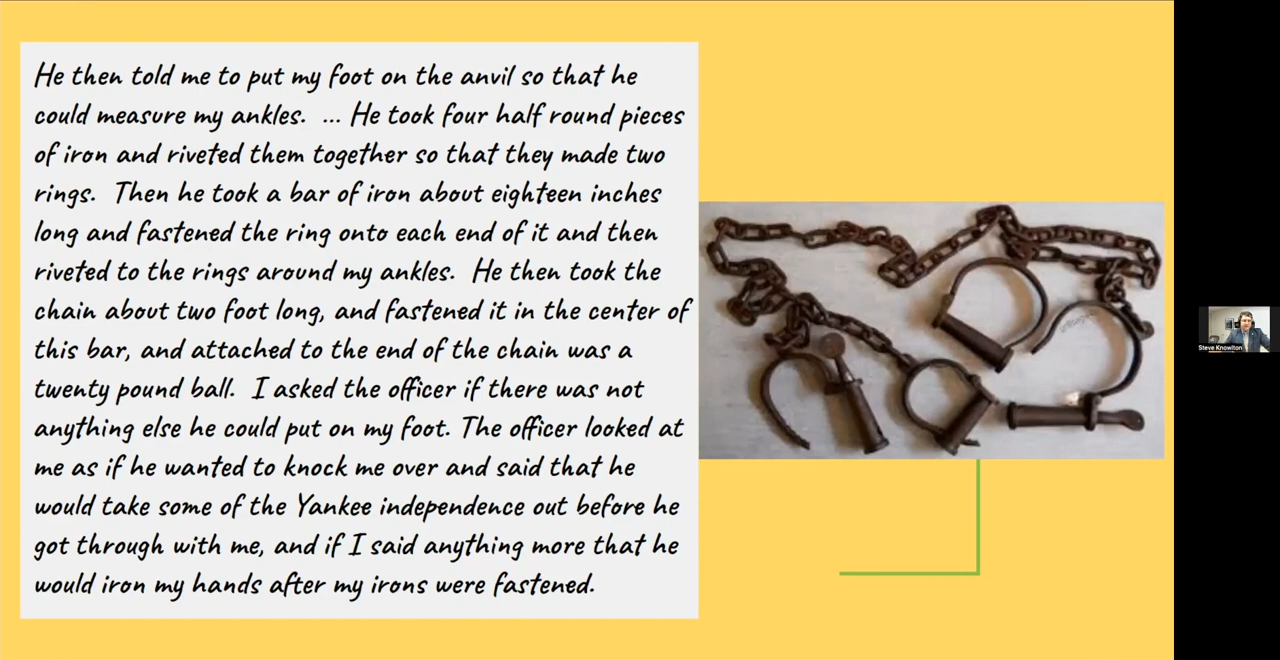 He then told me to put my foot on the anvil so that he
could measure my ankles. ... He took four half round pieces
of iron and riveted them together so that they made two
rings. Then he took a bar of iron about eighteen inches
long and fastened the ring onto each end of it and then
riveted to the rings around my ankles. He then took the
chain about two foot long, and fastened it in the center of
this bar, and attached to the end of the chain was a
twenty pound ball. I asked the officer if there was not
anything else he could put on my foot. The officer looked at
me as if he wanted to knock me over and said that he
would take some of the Yankee independence out before he
got through with me, and if I said anything more that he
would iron my hands after my irons were fastened.
Steve Knowlton